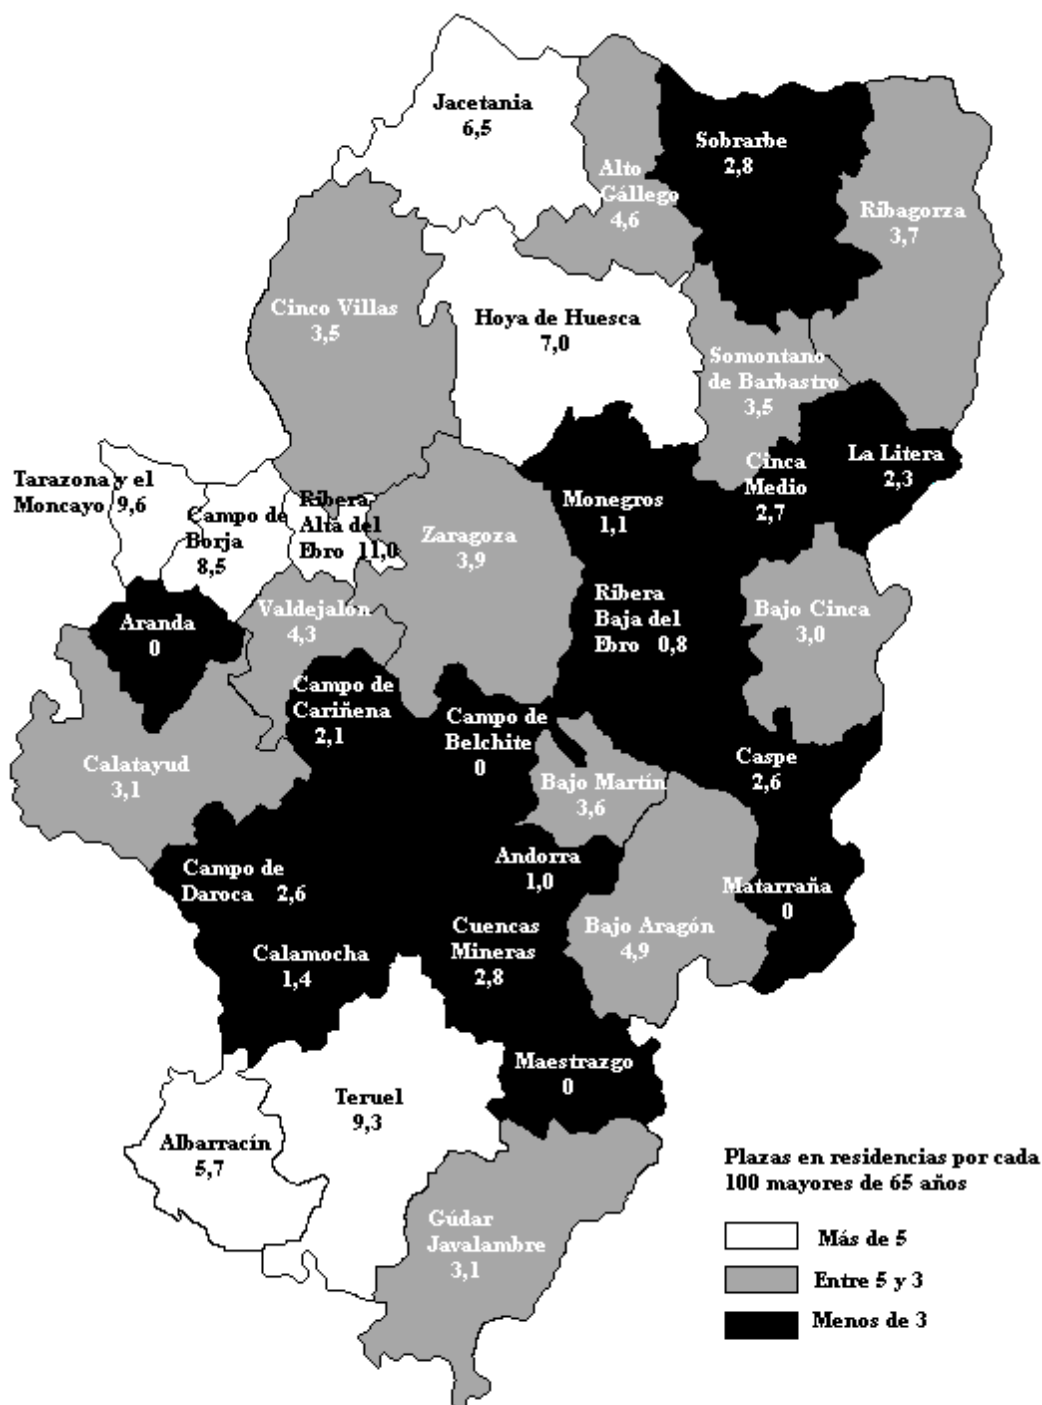 Jacetania
6,5
Sobrarbe
2,8
Alto
Gállego
4,6
Ribagorza
3,7
Cinco Villas
3,5
Hoya de Huesca
7,0
Somontano
de Barbastro
3,5
La Litera
2,3
Cinca
Medio
2,7
Tarazona y el
Moncayo 9,6
Campo de
Borja
8,5
Ribera
Alta del
Ebro 11,0
Zaragoza
3,9
Monegros
1,1
Ribera
Baja del
Ebro 0,8
Bajo Cinca
3,0
Aranda
0
Valdejalón
4,3
Campo de
Cariñena
2,1
Campo de
Belchite
0
Calatayud
3,1
Bajo Martín
3,6
Caspe
2,6
Campo de
Daroca 2,6
Andorra
1,0
Matarraña
0
Calamocha
1,4
Cuencas
Mineras
2,8
Bajo Aragón
4,9
Maestrazgo
0
Teruel
9,3
Albarracín
5,7
Gúdar
Javalambre
3,1
Plazas en residencias por cada
100 mayores de 65 años
Más de 5
Entre 5 y 3
Menos de 3